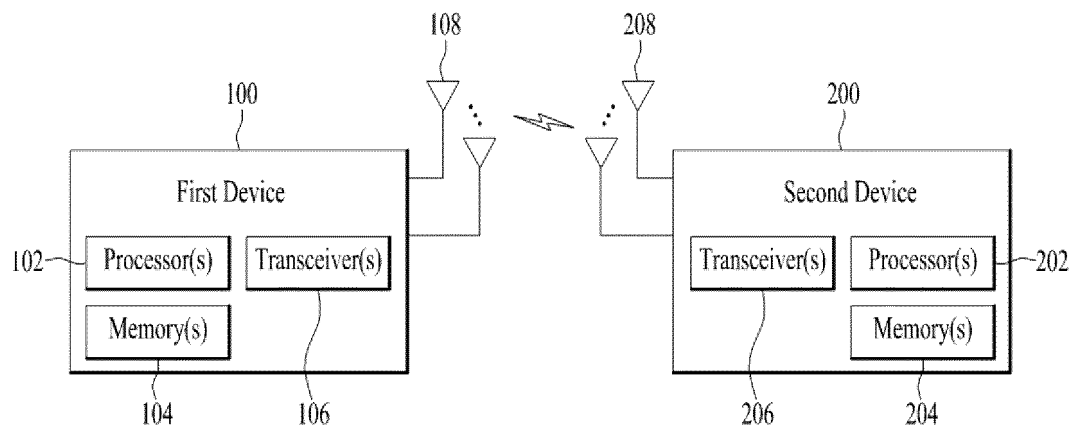 108
208
100
200
First Device
Second Device
102
Processor(s)
Transceiver(s)
Transceiver(s)
Processor(s)
202
Memory(s)
Memory(s)
104
106
206
204